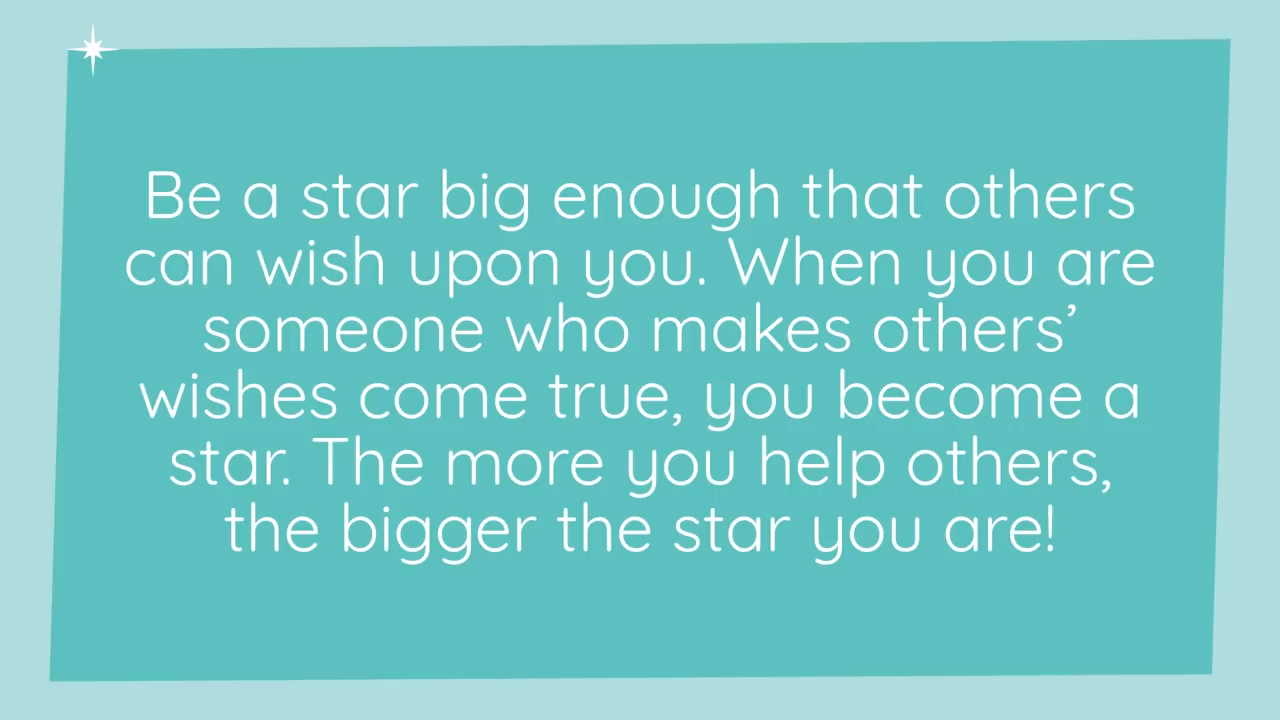 Be a star big enough that others
can wish upon you. When you are
someone who makes others’
wishes come true, you become a
star. The more you help others,
the bigger the star you are!